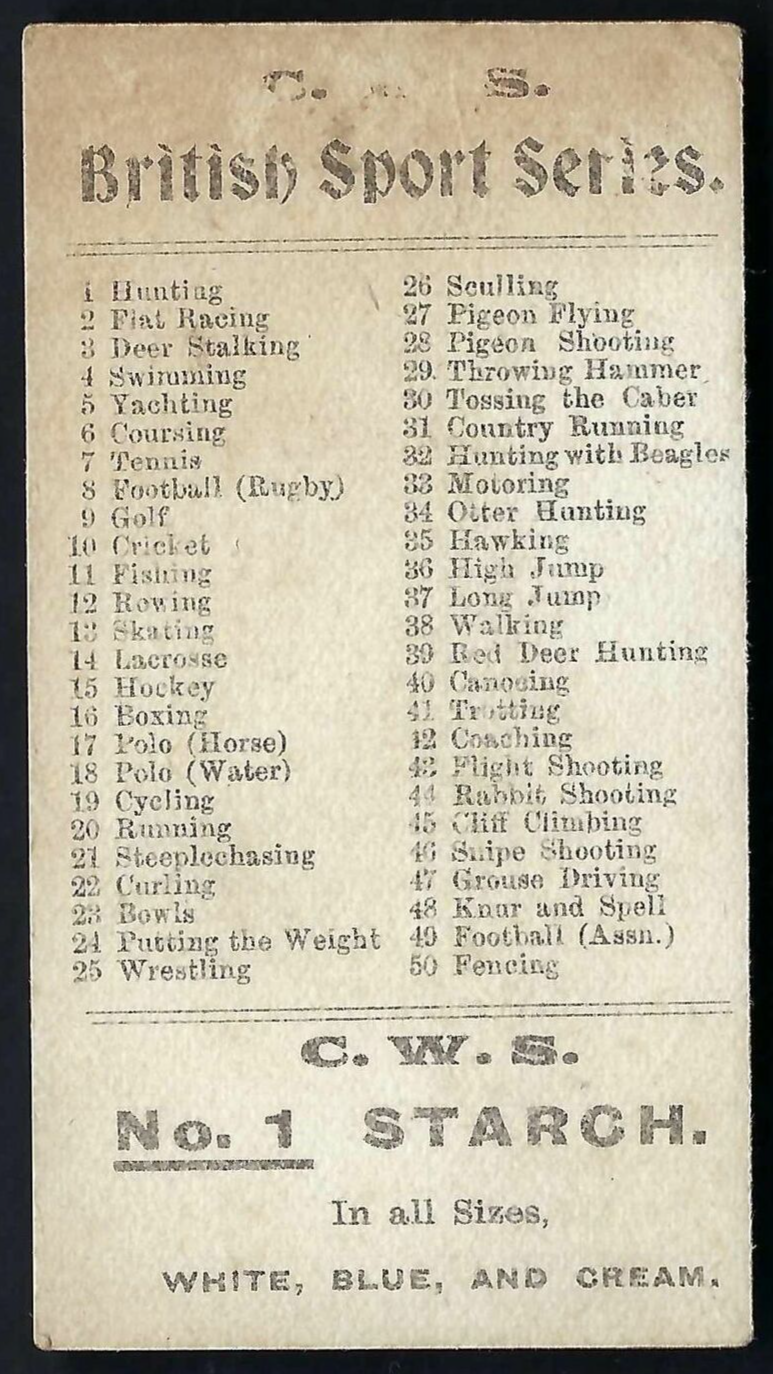 C. W. S.
British Sport Series.
1 Hunting
2 Flat Racing
3 Deer Stalking
4 Swimming
5 Yachting
6 Coursing
7 Tennis
8 Football (Rugby)
9 Golf
10 Cricket
11 Fishing
12 Rowing
13 Skating
14 Lacrosse
15 Hockey
16 Boxing
17 Polo (Horse)
18 Polo (Water)
19 Cycling
20 Running
21 Steeplechasing
22 Curling
23 Bowls
24 Putting the Weight
25 Wrestling
26 Sculling
27 Pigeon Flying
28 Pigeon Shooting
29. Throwing Hammer
30 Tossing the Caber
31 Country Running
32 Hunting with Beagles
33 Motoring
34 Otter Hunting
35 Hawking
36 High Jump
37 Long Jump
38 Walking
39 Red Deer Hunting
40 Canoeing
41 Trotting
42 Coaching
43 Flight Shooting
44 Rabbit Shooting
45 Cliff Climbing
46 Snipe Shooting
47 Grouse Driving
48 Knur and Spell
49 Football (Assn.)
50 Fencing
C. W. S.
No. 1 STARCH.
In all Sizes,
WHITE, BLUE, AND CREAM.